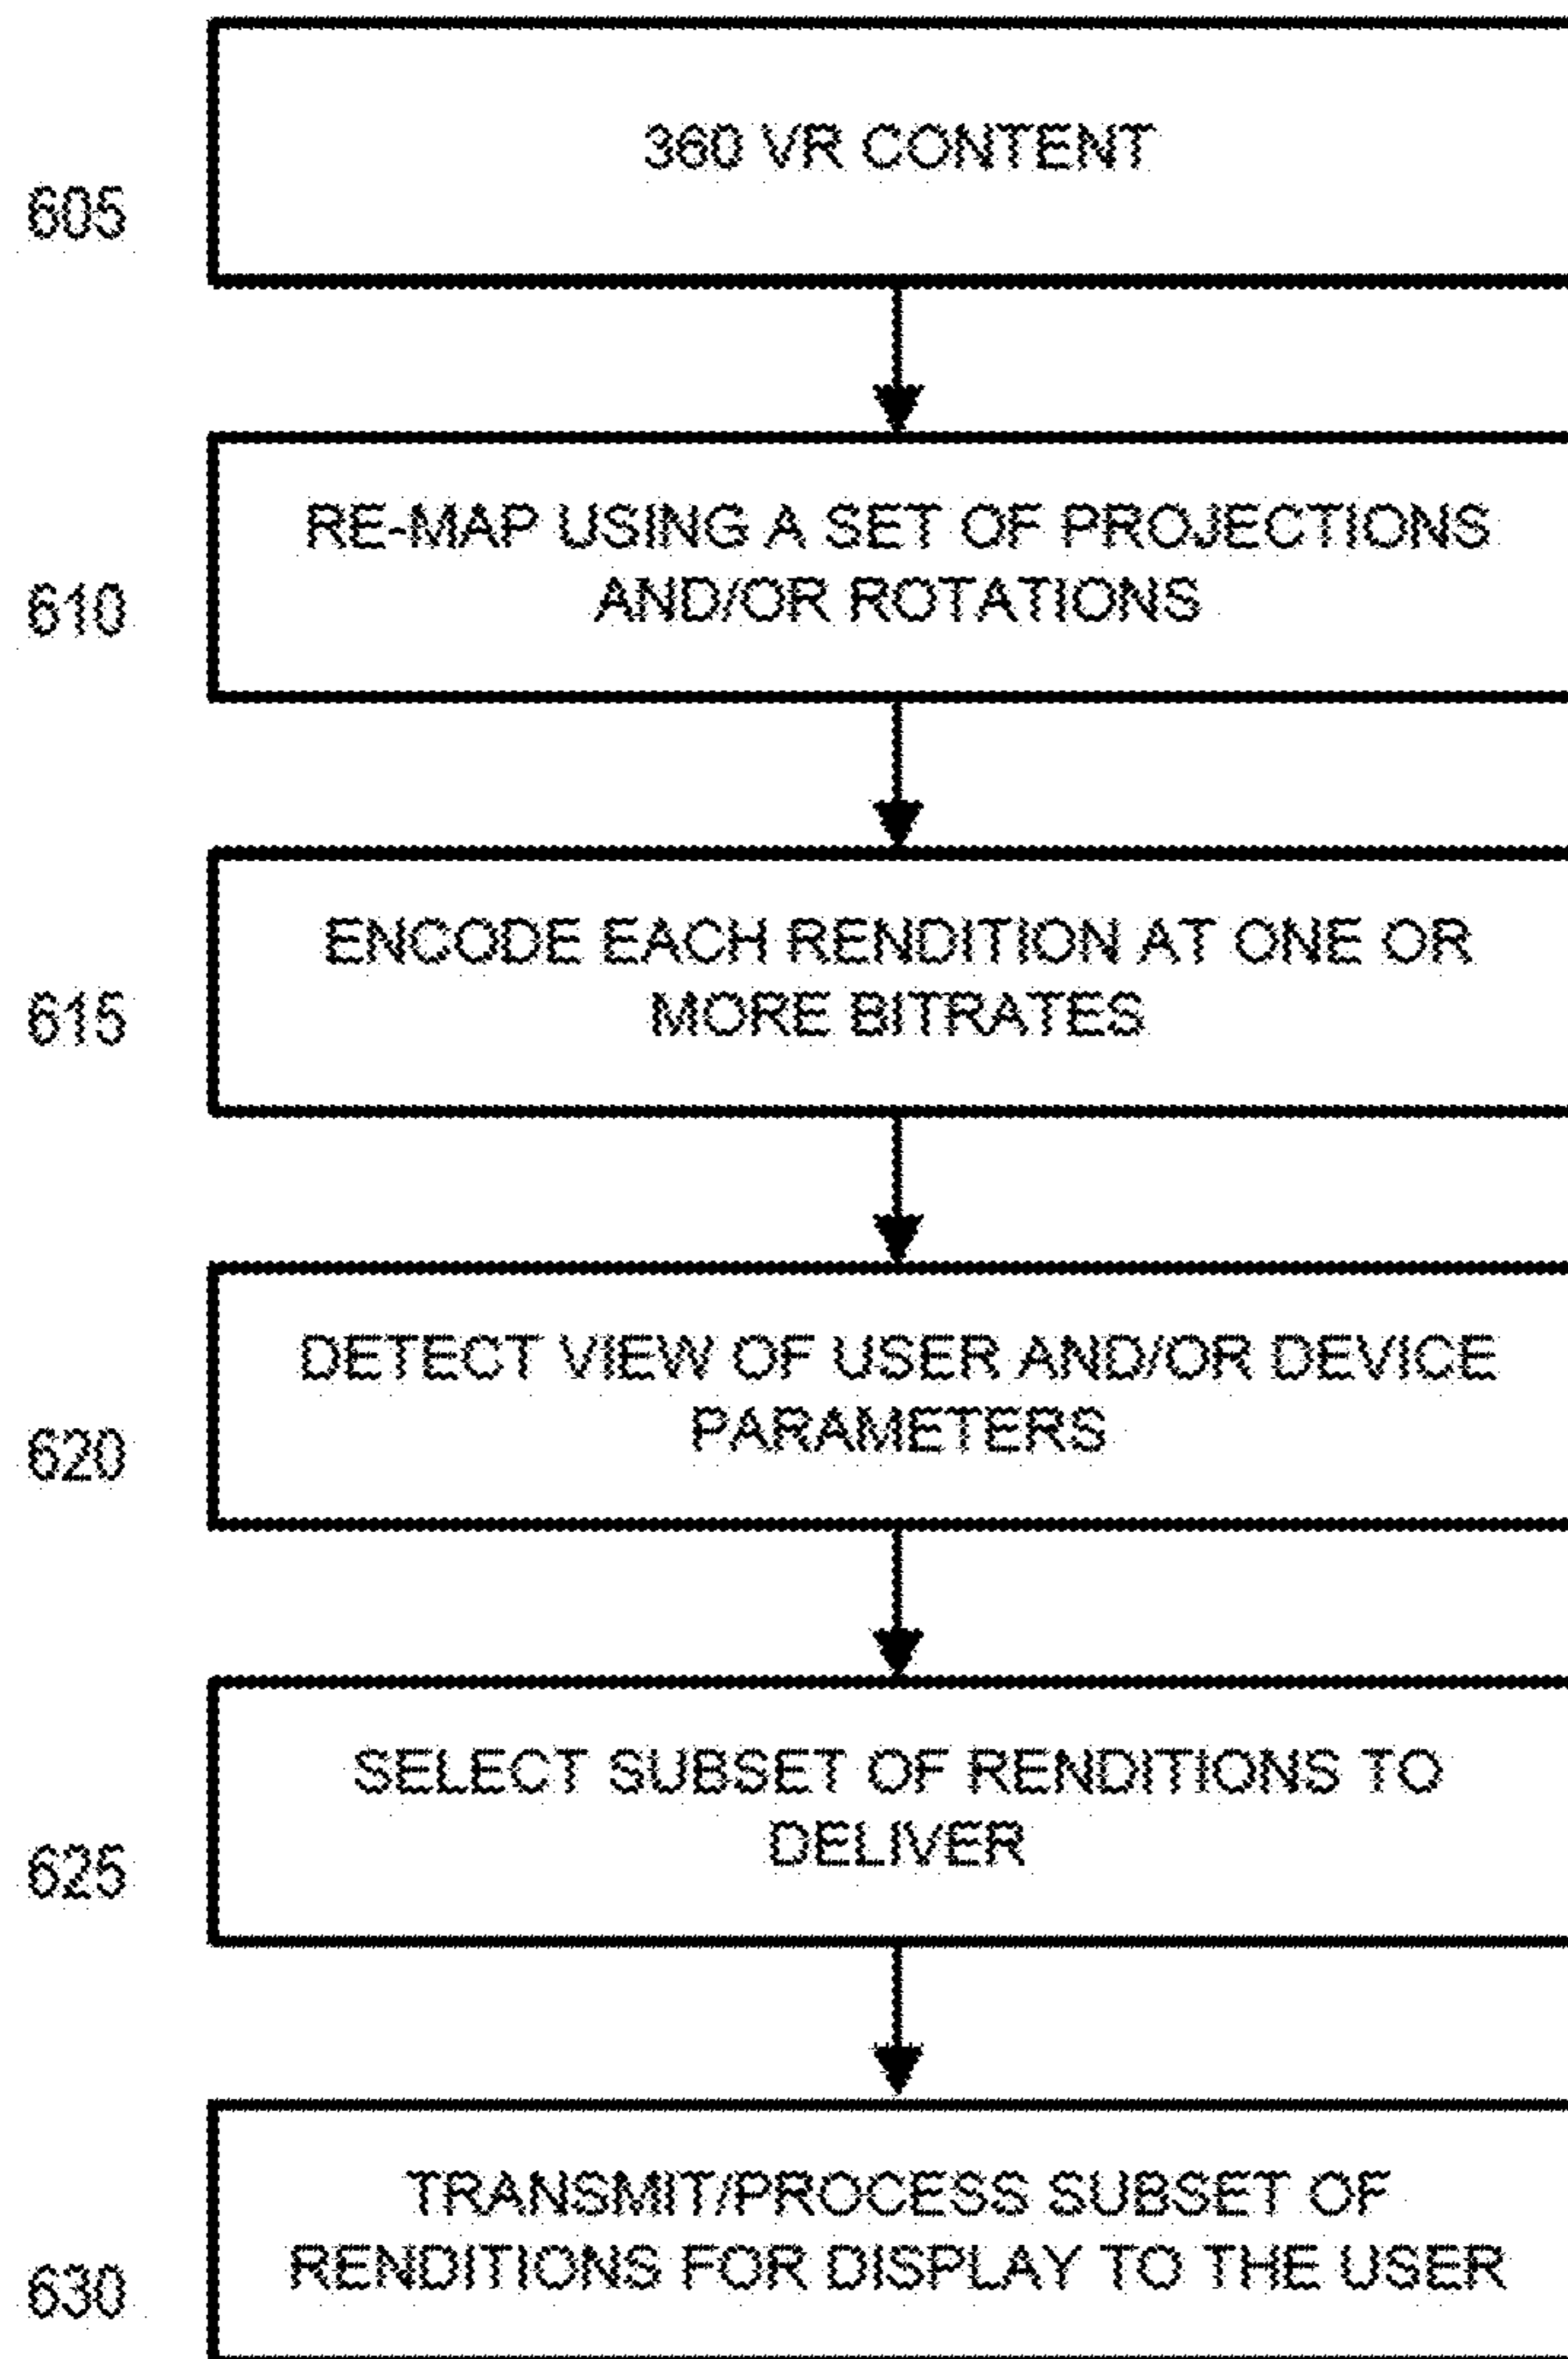 360 VR CONTENT
605
RE-MAP USING A SET OF PROJECTIONS
AND/OR ROTATIONS
610
ENCODE EACH RENDITION AT ONE OR
MORE BITRATES
615
DETECT VIEW OF USER AND/OR DEVICE
PARAMETERS
620
SELECT SUBSET OF RENDITIONS TO
DELIVER
625
TRANSMIT/PROCESS SUBSET OF
RENDITIONS FOR DISPLAY TO THE USER
630